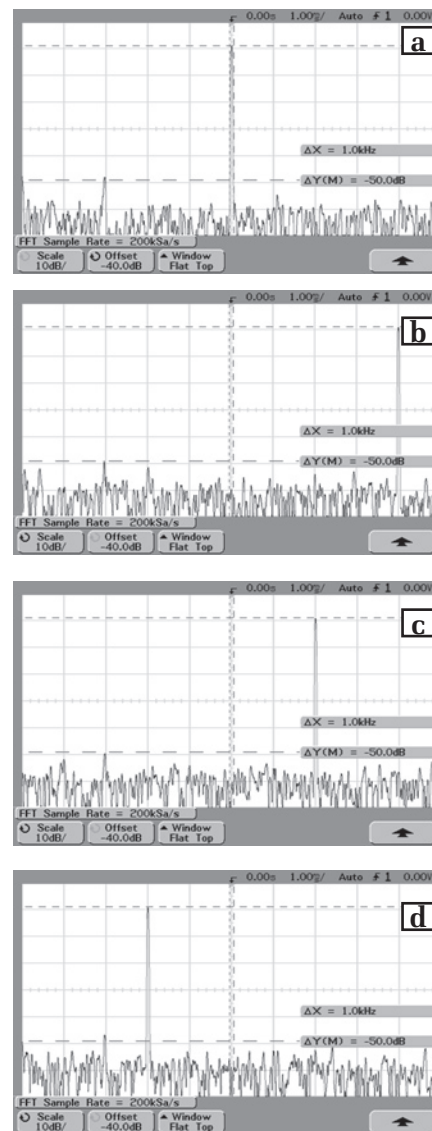 0.00s 1.00㎳/ Auto 1 0.00V
a
ΔX = 1.0kHz
ΔY(M) = -50.0dB
FFT Sample Rate = 200kSa/s
Scale 10dB/ Offset -40.0dB Window Flat Top
0.00s 1.00㎳/ Auto 1 0.00V
b
ΔX = 1.0kHz
ΔY(M) = -50.0dB
FFT Sample Rate = 200kSa/s
Scale 10dB/ Offset -40.0dB Window Flat Top
0.00s 1.00㎳/ Auto 1 0.00V
c
ΔX = 1.0kHz
ΔY(M) = -50.0dB
FFT Sample Rate = 200kSa/s
Scale 10dB/ Offset -40.0dB Window Flat Top
0.00s 1.00㎳/ Auto 1 0.00V
d
ΔX = 1.0kHz
ΔY(M) = -50.0dB
FFT Sample Rate = 200kSa/s
Scale 10dB/ Offset -40.0dB Window Flat Top